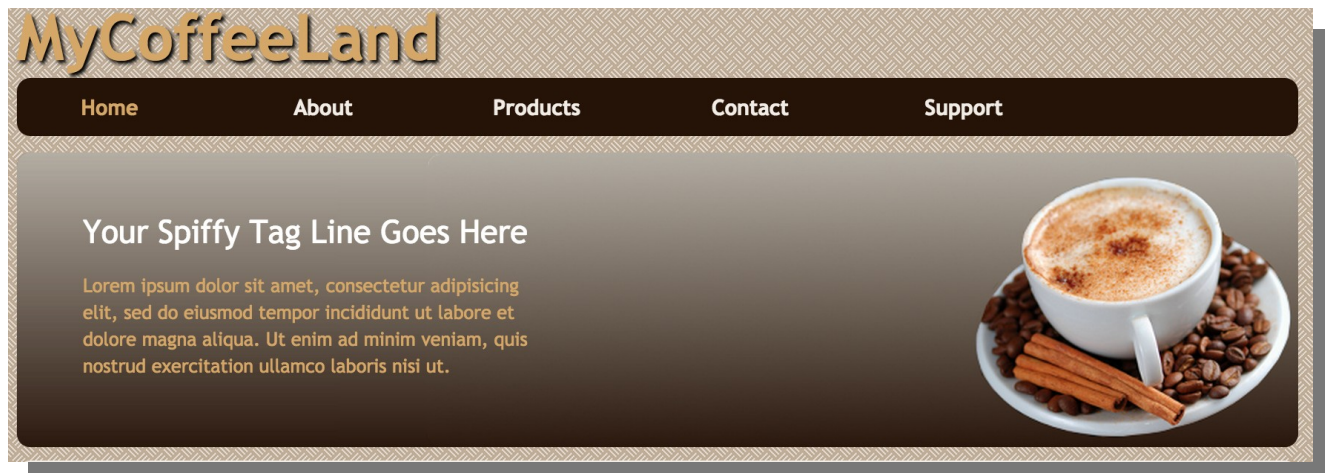 MyCoffeeLand
Home About Products Contact Support
Your Spiffy Tag Line Goes Here
Lorem ipsum dolor sit amet, consectetur adipisicing
elit, sed do eiusmod tempor incididunt ut labore et
dolore magna aliqua. Ut enim ad minim veniam, quis
nostrud exercitation ullamco laboris nisi ut.